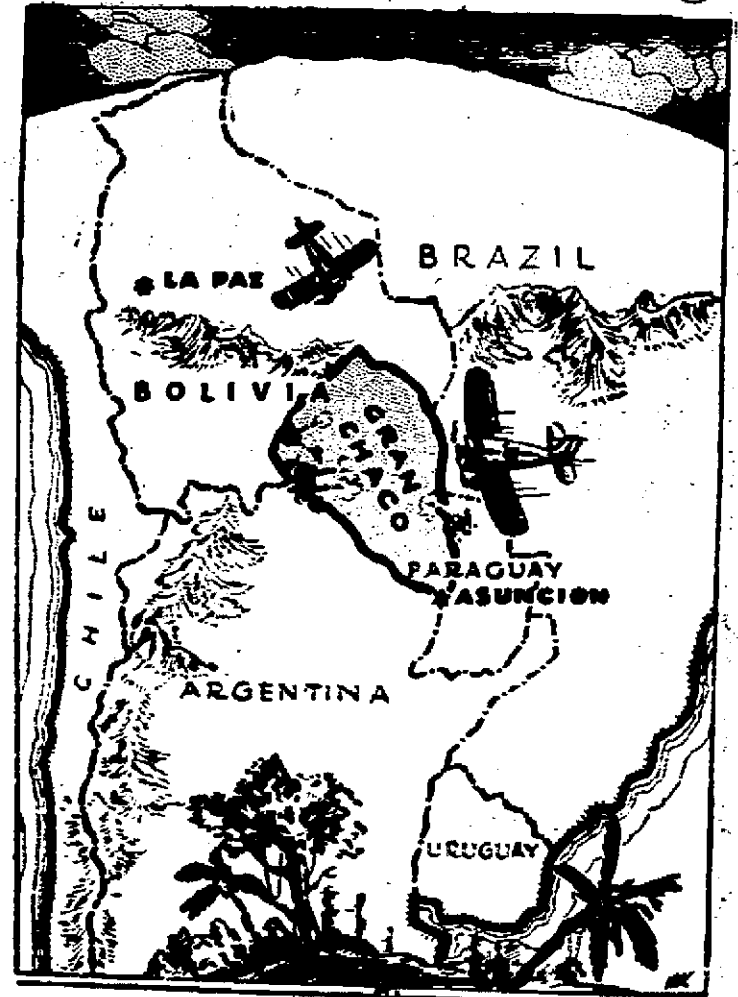 BRAZIL
LA PAZ
BOLIVIA
GRAN
CHACO
CHILE
PARAGUAY
ASUNCION
ARGENTINA
URUGUAY